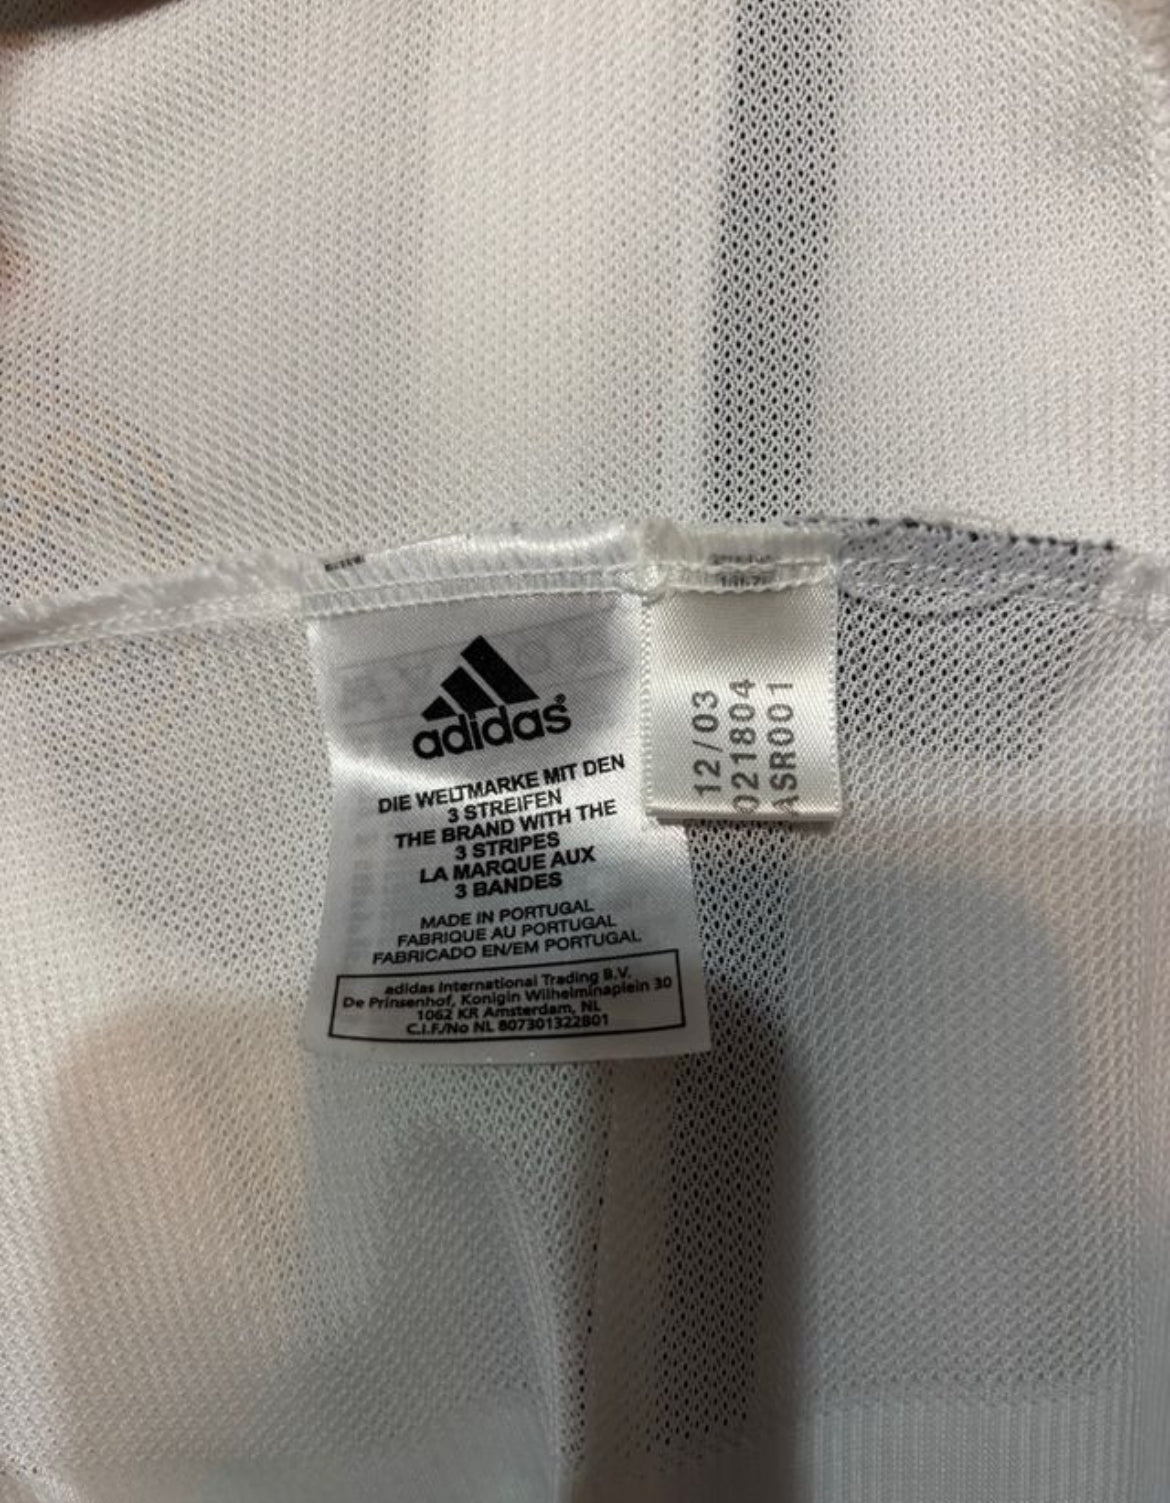 adidas®
DIE WELTMARKE MIT DEN
3 STREIFEN
THE BRAND WITH THE
3 STRIPES
LA MARQUE AUX
3 BANDES
MADE IN PORTUGAL
FABRIQUE AU PORTUGAL
FABRICADO EN/EM PORTUGAL
adidas International Trading B.V.
De Prinsenhof, Konigin Wilhelminaplein 30
1062 KR Amsterdam, NL
C.I.F./No NL 807301322B01
12/03
021804
ASR001